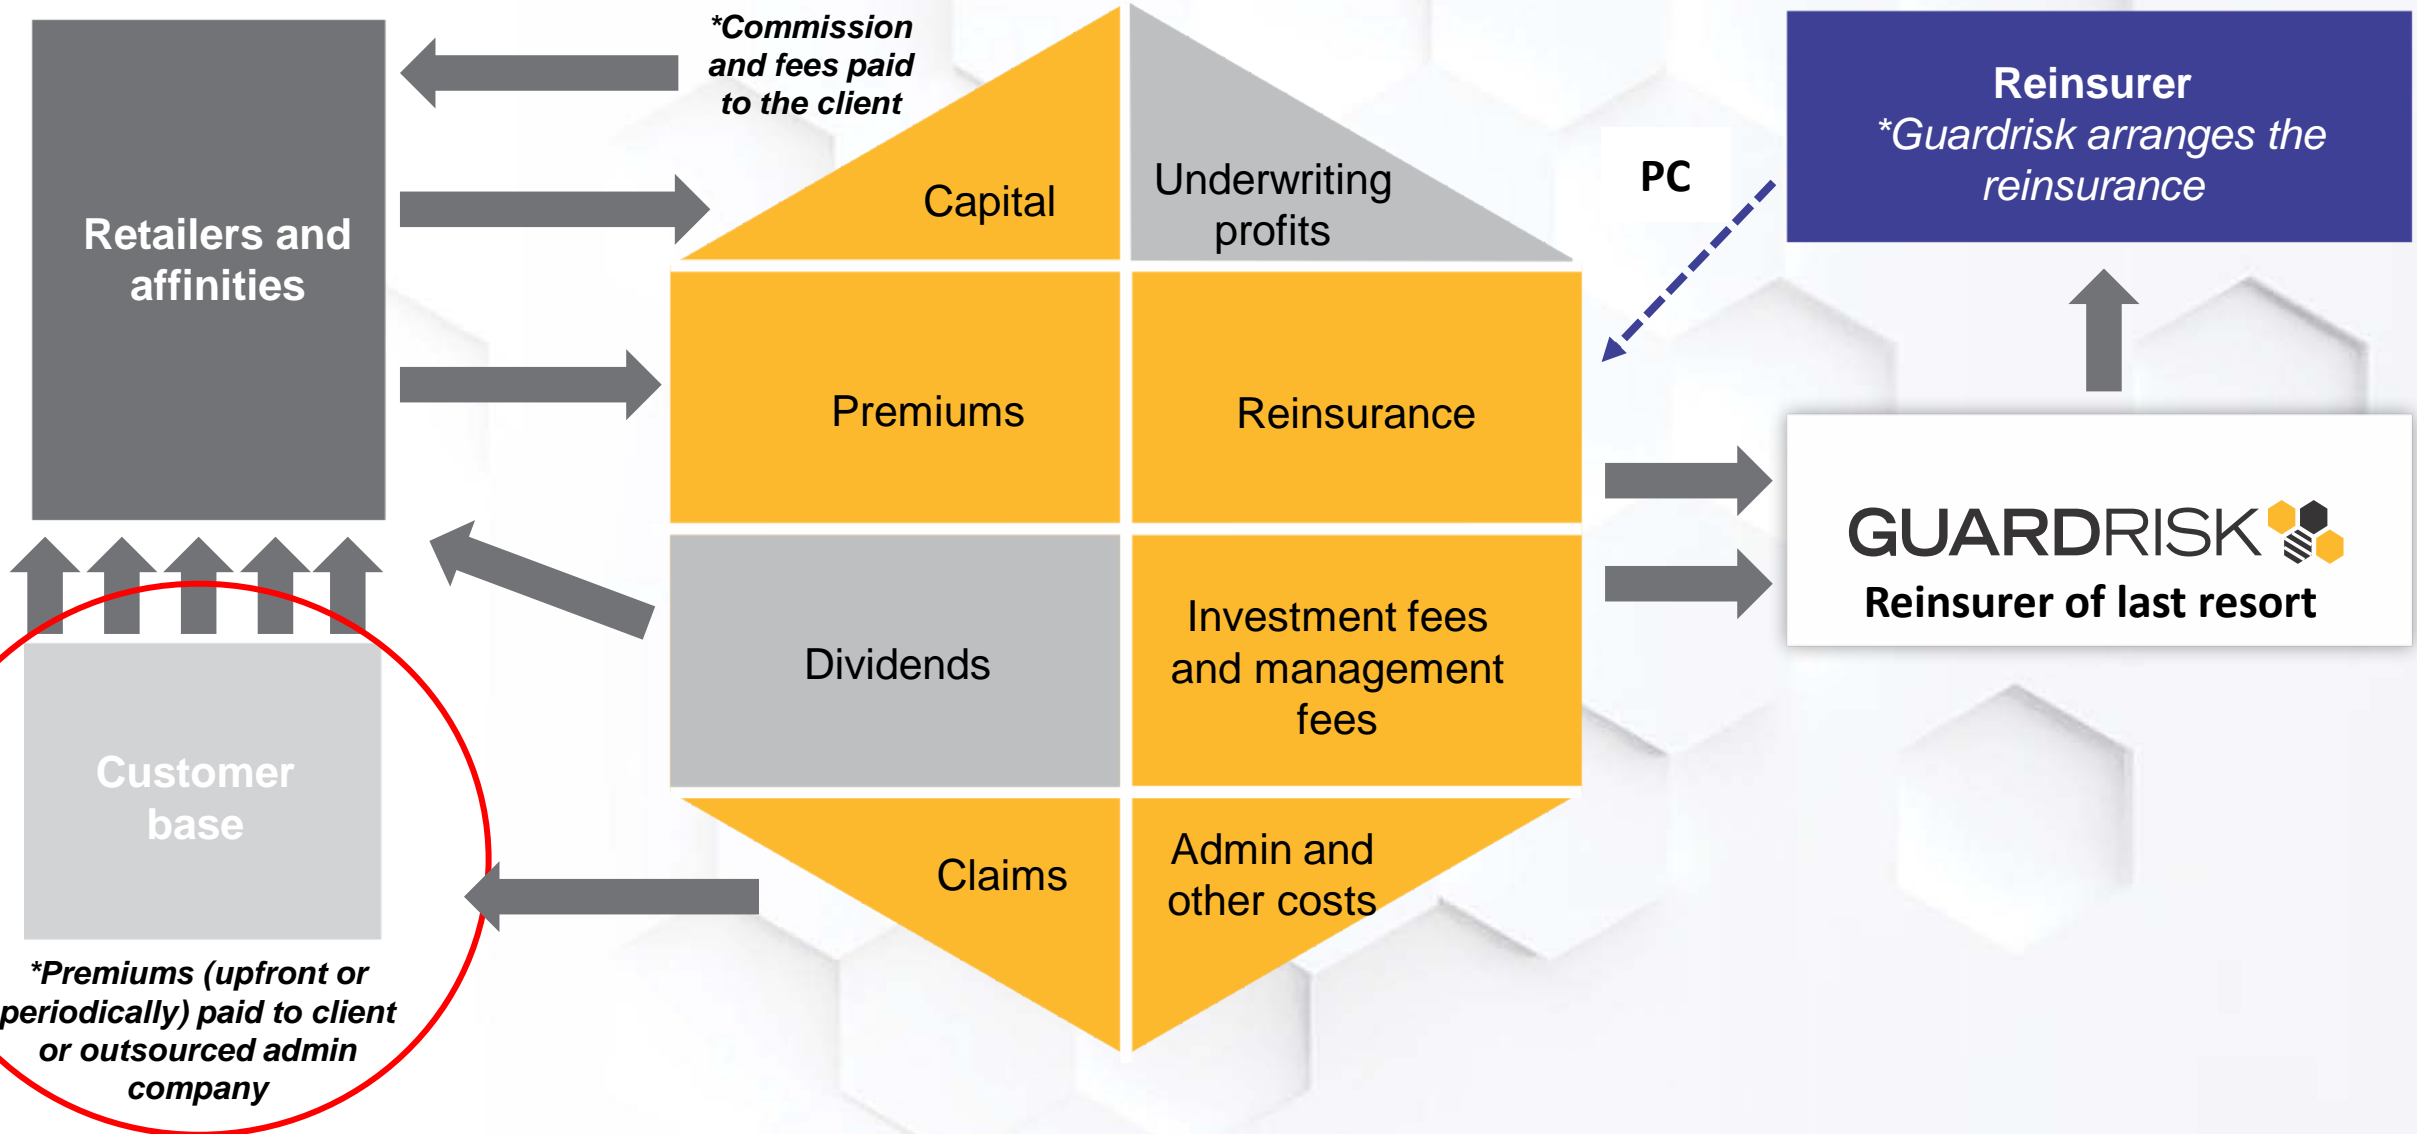 *Commission
and fees paid
to the client
Retailers and
affinities
Customer
base
*Premiums (upfront or
periodically) paid to client
or outsourced admin
company
Capital
Underwriting
profits
Premiums
Reinsurance
Dividends
Investment fees
and management
fees
Claims
Admin and
other costs
PC
Reinsurer
*Guardrisk arranges the
reinsurance
GUARDRISK
Reinsurer of last resort